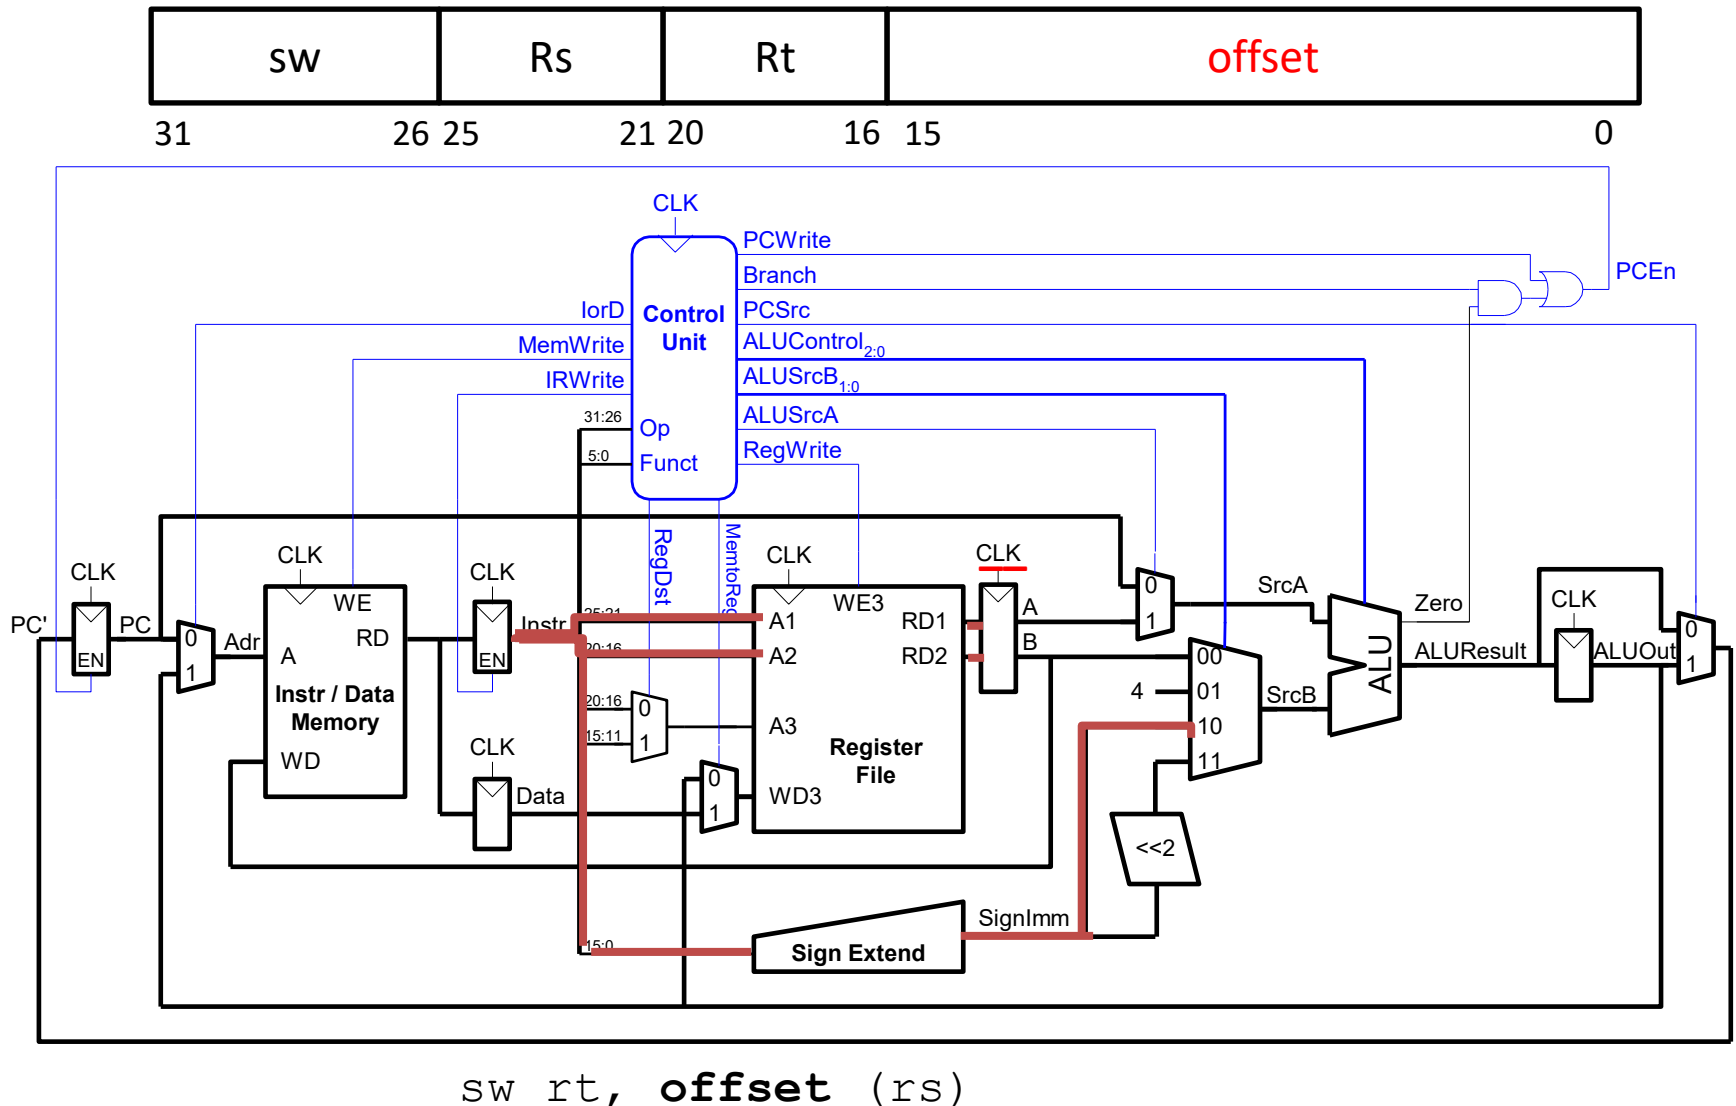 sw Rs Rt offset
31 26 25 21 20 16 15 0
CLK
PCWrite
Branch
PCEn
IorD
Control
Unit
PCSrc
MemWrite
ALUControl2:0
IRWrite
ALUSrcB1:0
31:26
Op
ALUSrcA
5:0
Funct
RegWrite
RegDst
MemtoReg
CLK
CLK
CLK
CLK
CLK
CLK
PC'
EN
PC
0
1
Adr
WE
A
RD
Instr / Data
Memory
WD
EN
Instr
25:21
20:16
20:16
15:11
15:0
0
1
CLK
Data
0
1
WE3
A1
A2
A3
WD3
RD1
RD2
Register
File
A
B
0
1
00
01
10
11
4
<<2
SignImm
Sign Extend
SrcA
SrcB
ALU
Zero
ALUResult
ALUOut
0
1
sw rt, offset (rs)